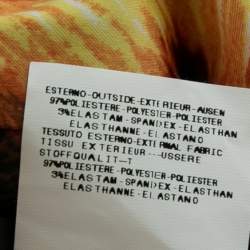 ESTERNO-OUTSIDE-EXTERIEUR-AUSEN
97%POLIESTERE-POLYESTER-POLIESTER
3%ELASTAM-SPANDEX-ELASTHAN
ELASTHANNE-ELASTANO
TESSUTO ESTERNO-EXTERNAL FABRIC
TISSU EXTERIEUR--USSERE
STOFFQUALIT-T
97%POLIESTERE-POLYESTER-POLIESTER
3%ELASTAM-SPANDEX-ELASTHAN
ELASTHANNE-ELASTANO